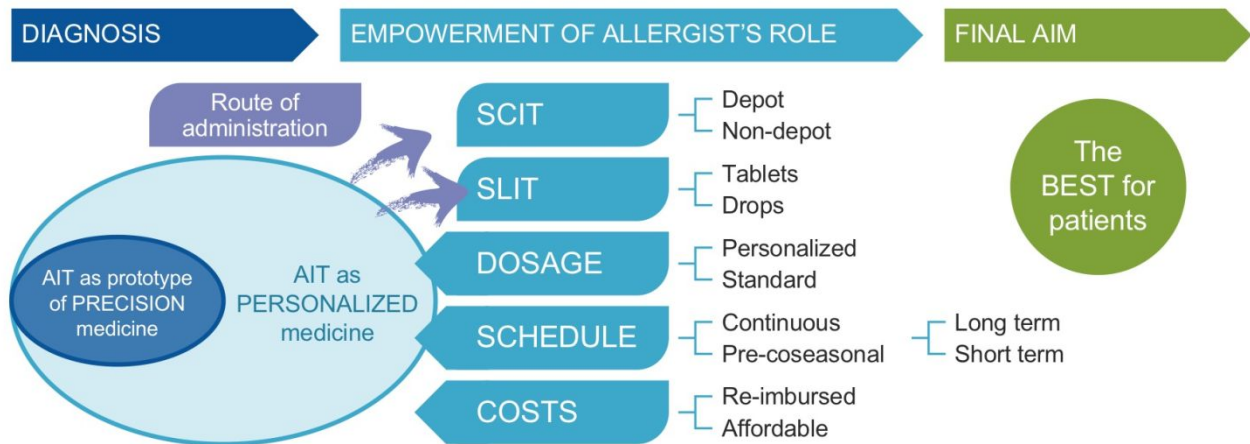 DIAGNOSIS
EMPOWERMENT OF ALLERGIST'S ROLE
FINAL AIM
Route of
administration
SCIT
Depot
Non-depot
SLIT
Tablets
Drops
The
BEST for
patients
AIT as prototype
of PRECISION
medicine
AIT as
PERSONALIZED
medicine
DOSAGE
Personalized
Standard
SCHEDULE
Continuous
Pre-coseasonal
Long term
Short term
COSTS
Re-imbursed
Affordable